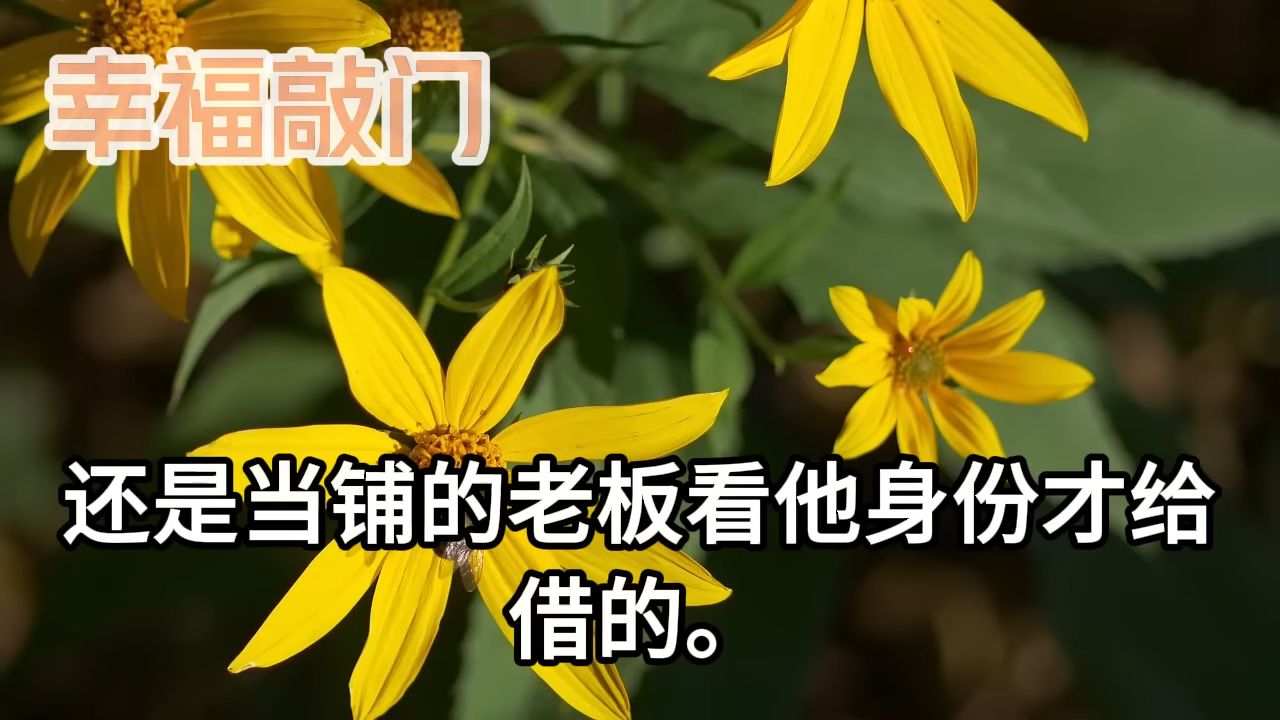 幸福敲门
还是当铺的老板看他身份才给
借的。